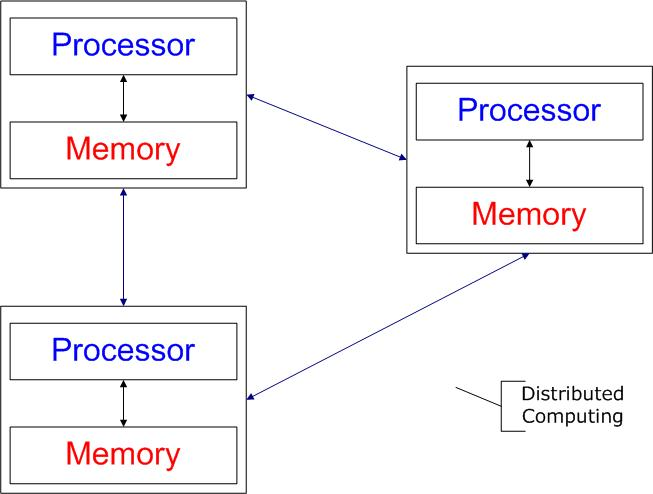 Processor
Memory
Processor
Memory
Processor
Memory
Distributed
Computing